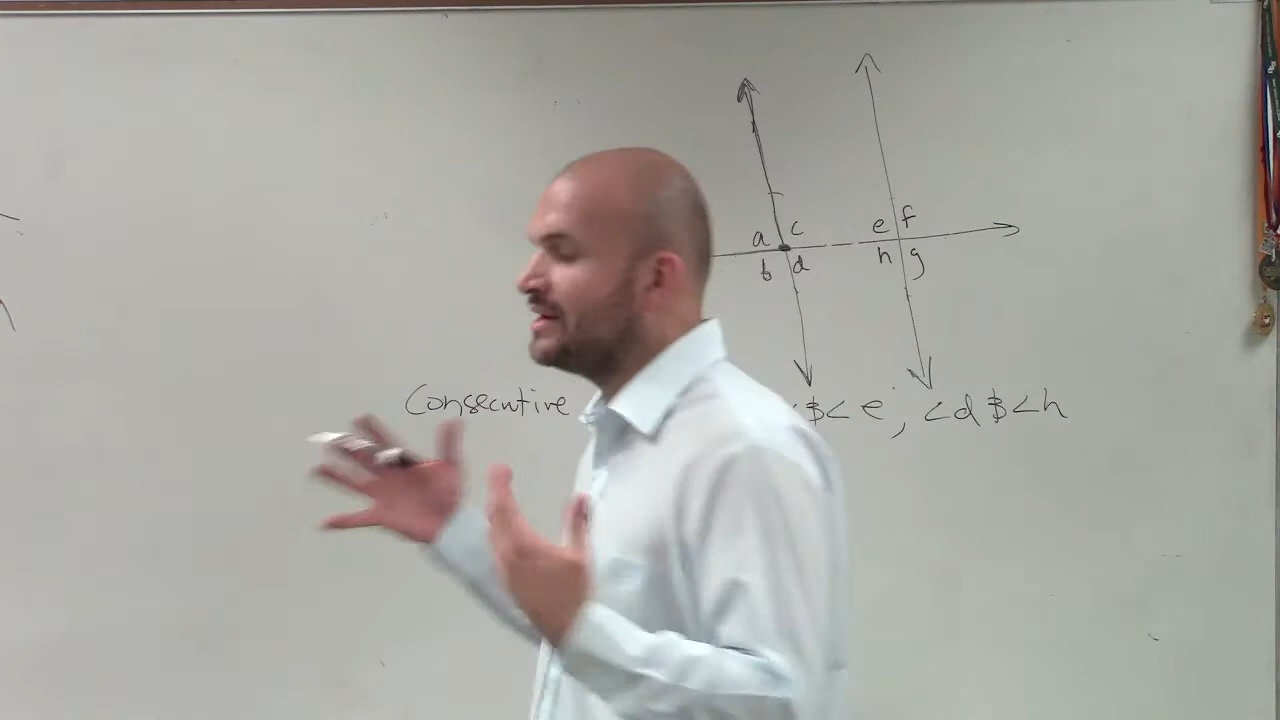 a c e f
b d h g
Consecutive $ < e , < d $ < h